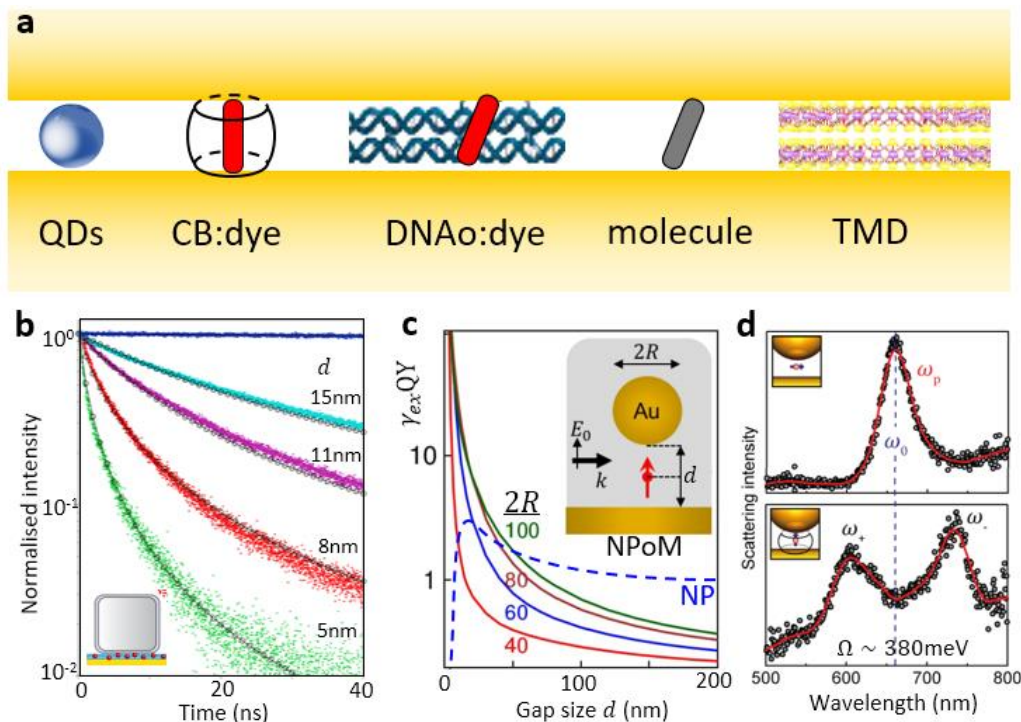 a
QDs CB:dye DNAo:dye molecule TMD
b
Normalised intensity
10⁰
10⁻¹
10⁻²
d
15nm
11nm
8nm
5nm
0 20 40
Time (ns)
c
γₑₓQY
10
1
2R
Au
E₀
k
d
NPoM
2R
100
80
60
40
NP
0 100 200
Gap size d (nm)
d
Scattering intensity
ωₚ
ω₀
ω₊
ω₋
Ω ~ 380meV
500 600 700 800
Wavelength (nm)